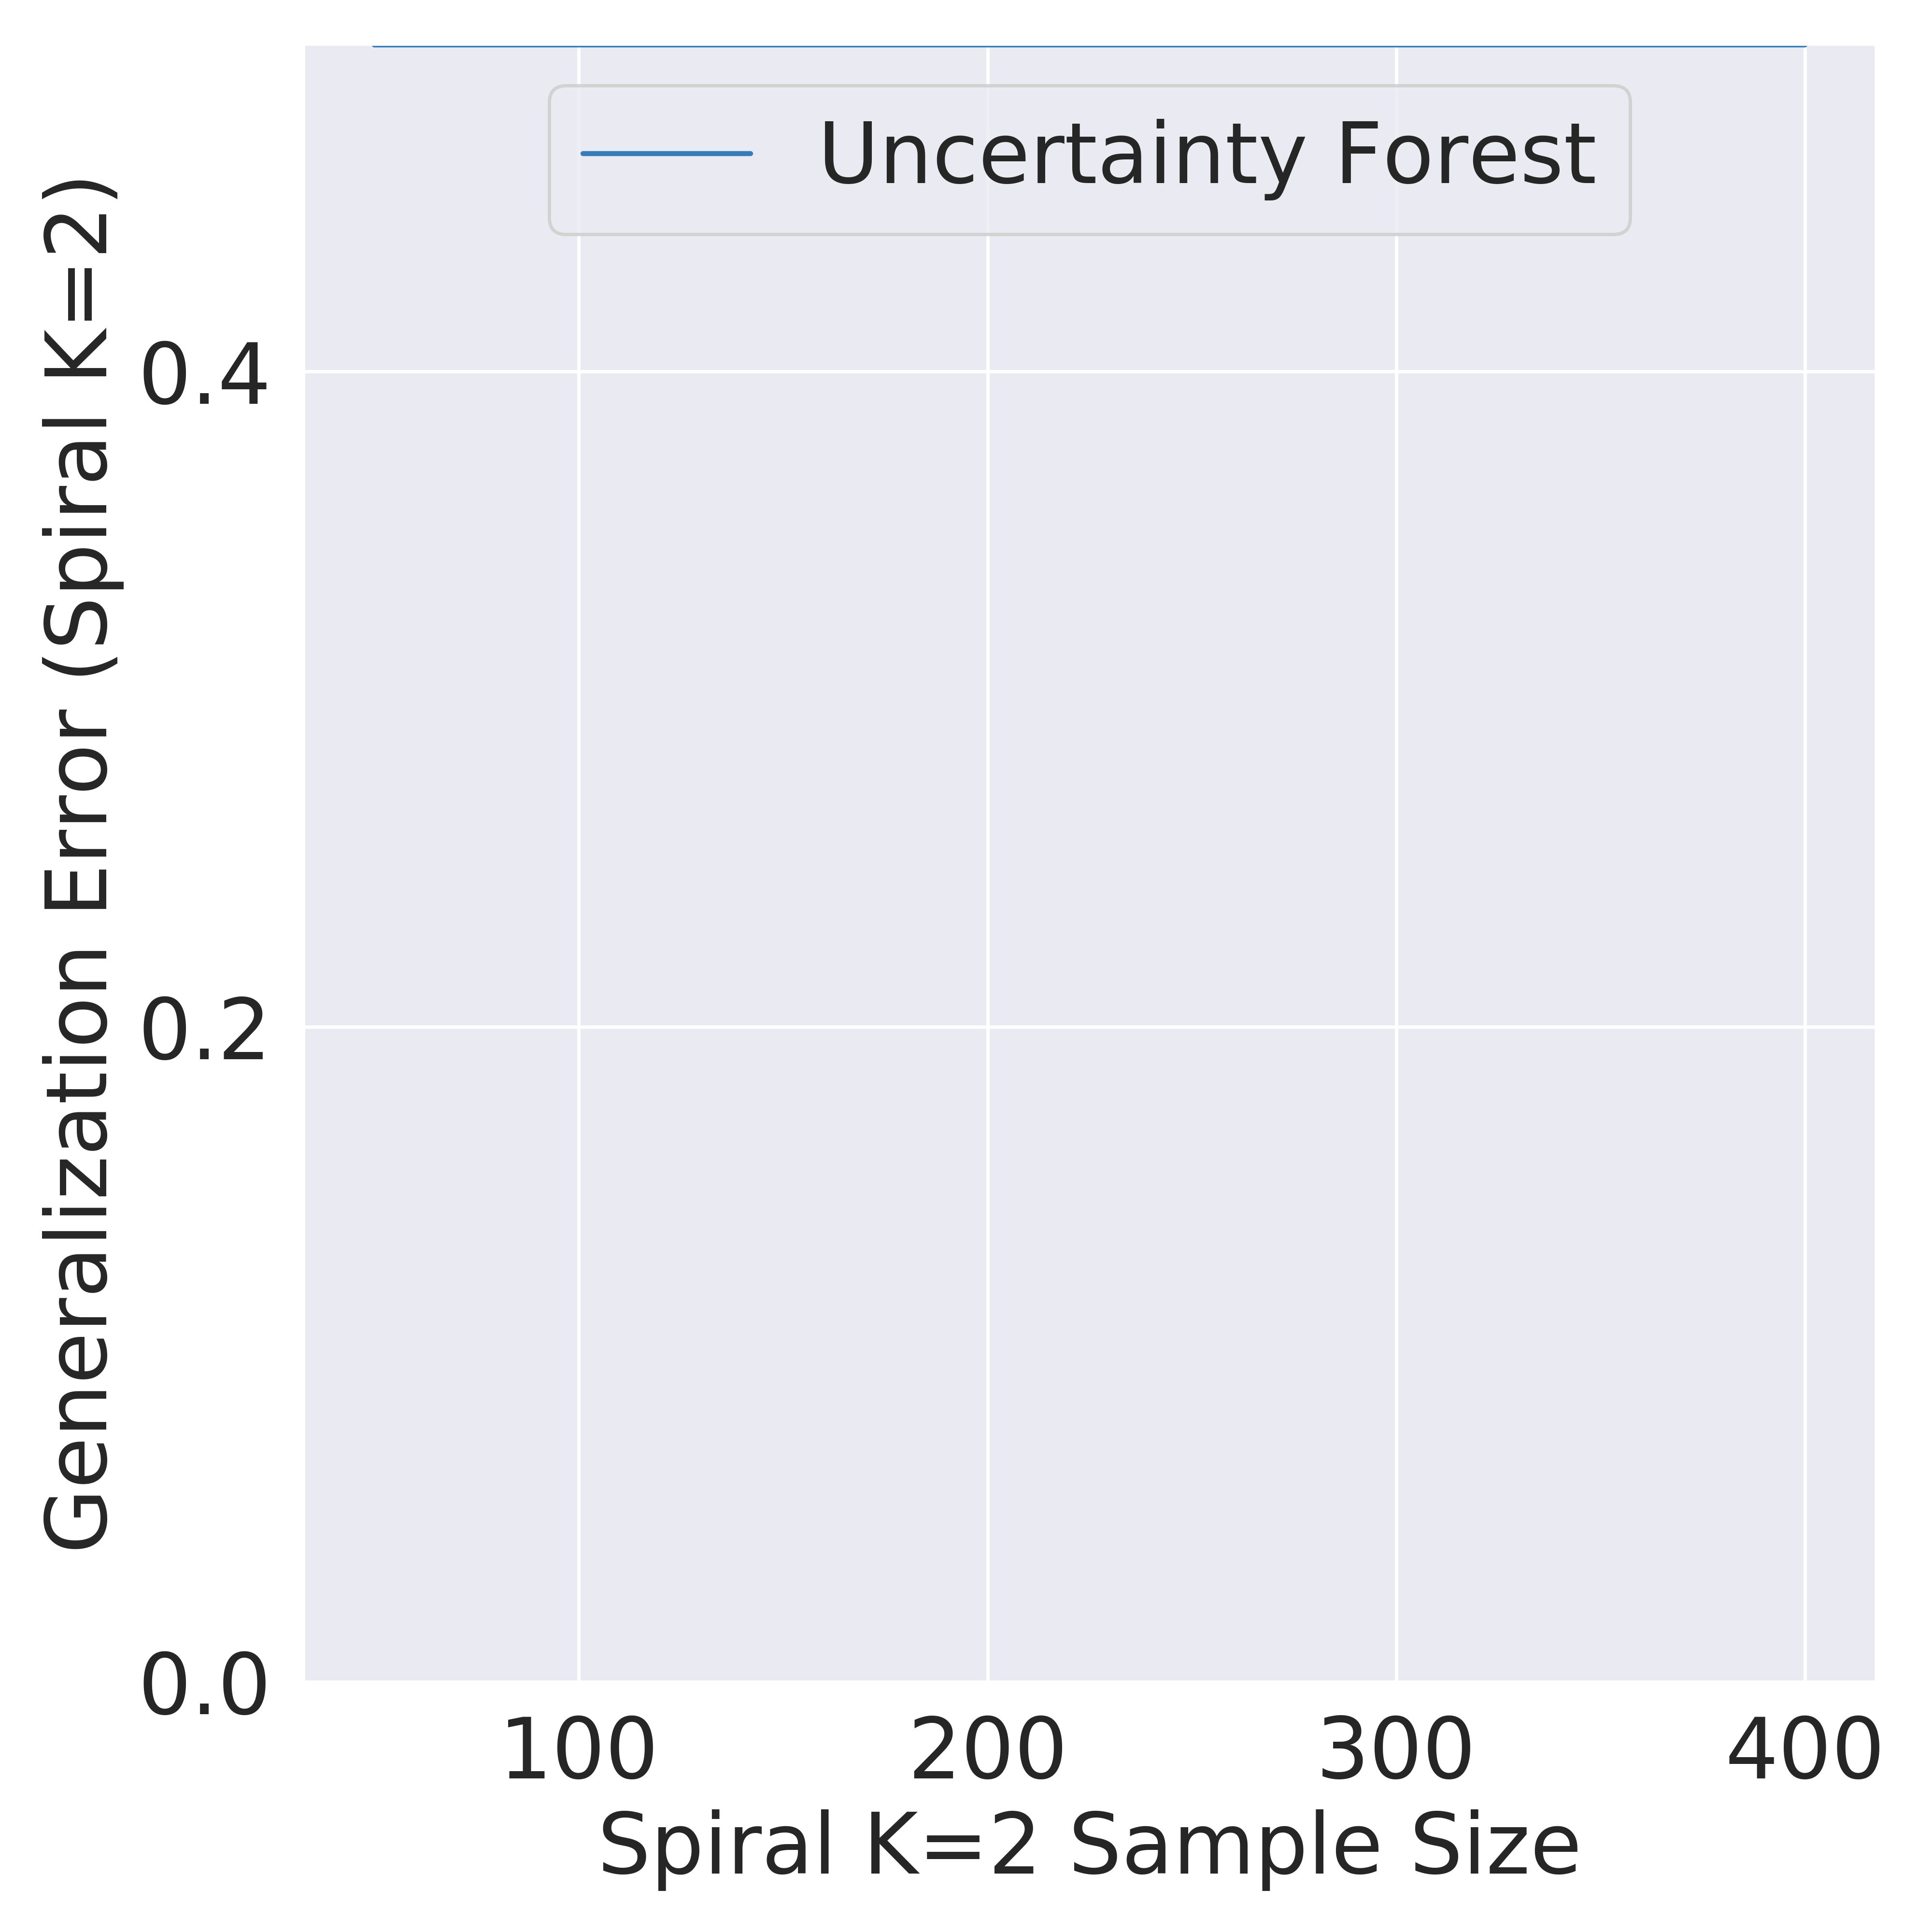 Uncertainty Forest
Generalization Error (Spiral K=2)
0.4
0.2
0.0
100 200 300 400
Spiral K=2 Sample Size